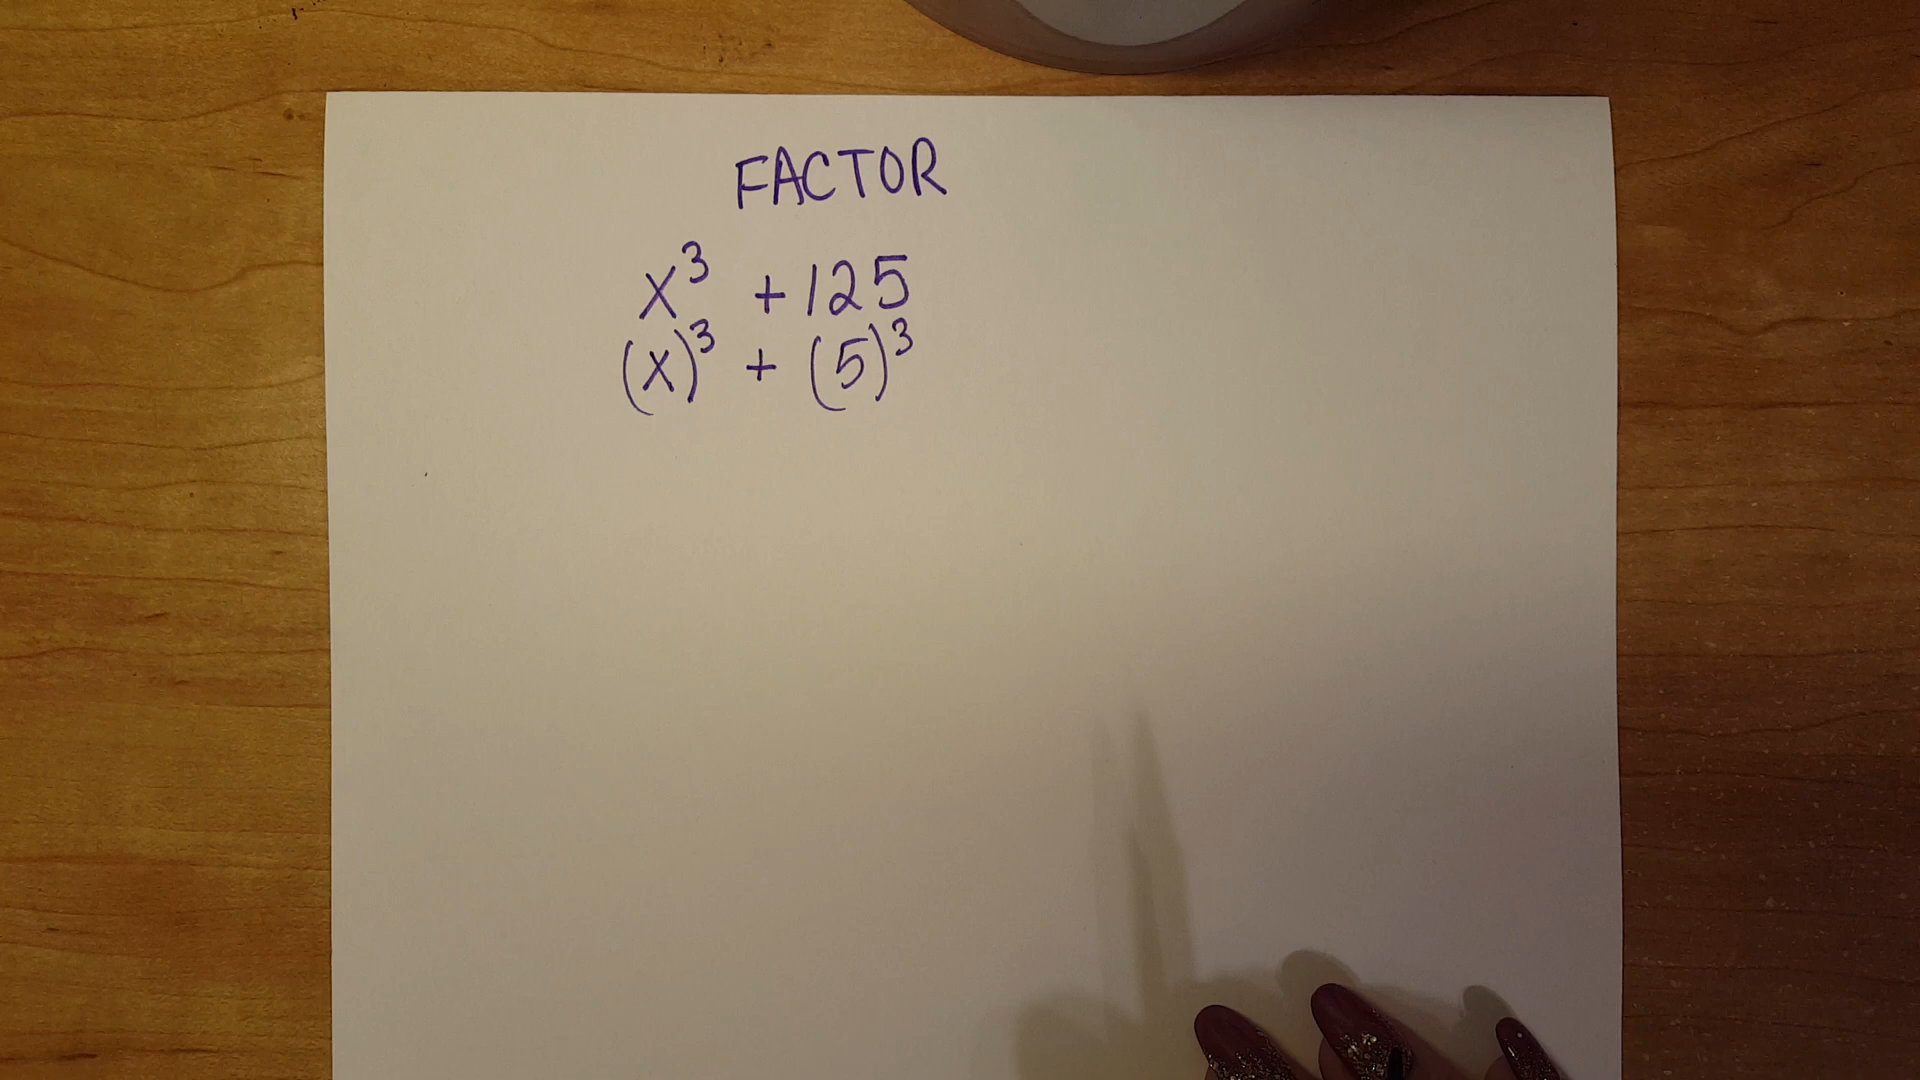 FACTOR
x³ + 125
(x)³ + (5)³